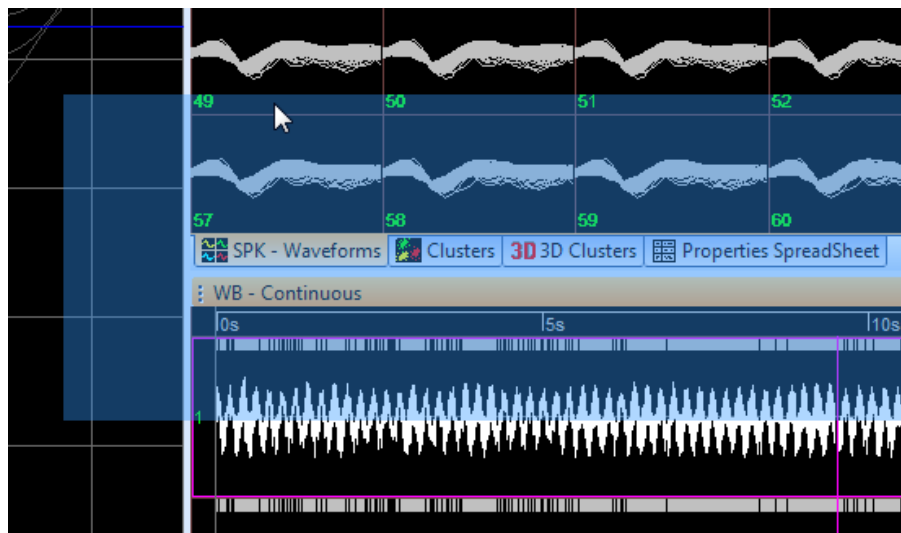 49 50 51 52
57 58 59 60
SPK - Waveforms Clusters 3D 3D Clusters Properties SpreadSheet
WB - Continuous
0s 5s 10s
1